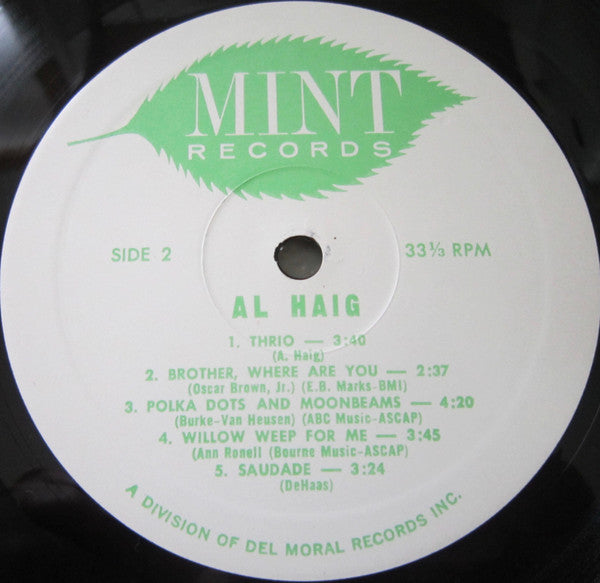 MINT
RECORDS
SIDE 2
33⅓ RPM
AL HAIG
1. THRIO — 3:40
(A. Haig)
2. BROTHER, WHERE ARE YOU — 2:37
(Oscar Brown, Jr.) (E.B. Marks-BMI)
3. POLKA DOTS AND MOONBEAMS — 4:20
(Burke-Van Heusen) (ABC Music-ASCAP)
4. WILLOW WEEP FOR ME — 3:45
(Ann Ronell (Bourne Music-ASCAP)
5. SAUDADE — 3:24
(DeHaas)
A DIVISION OF DEL MORAL RECORDS INC.